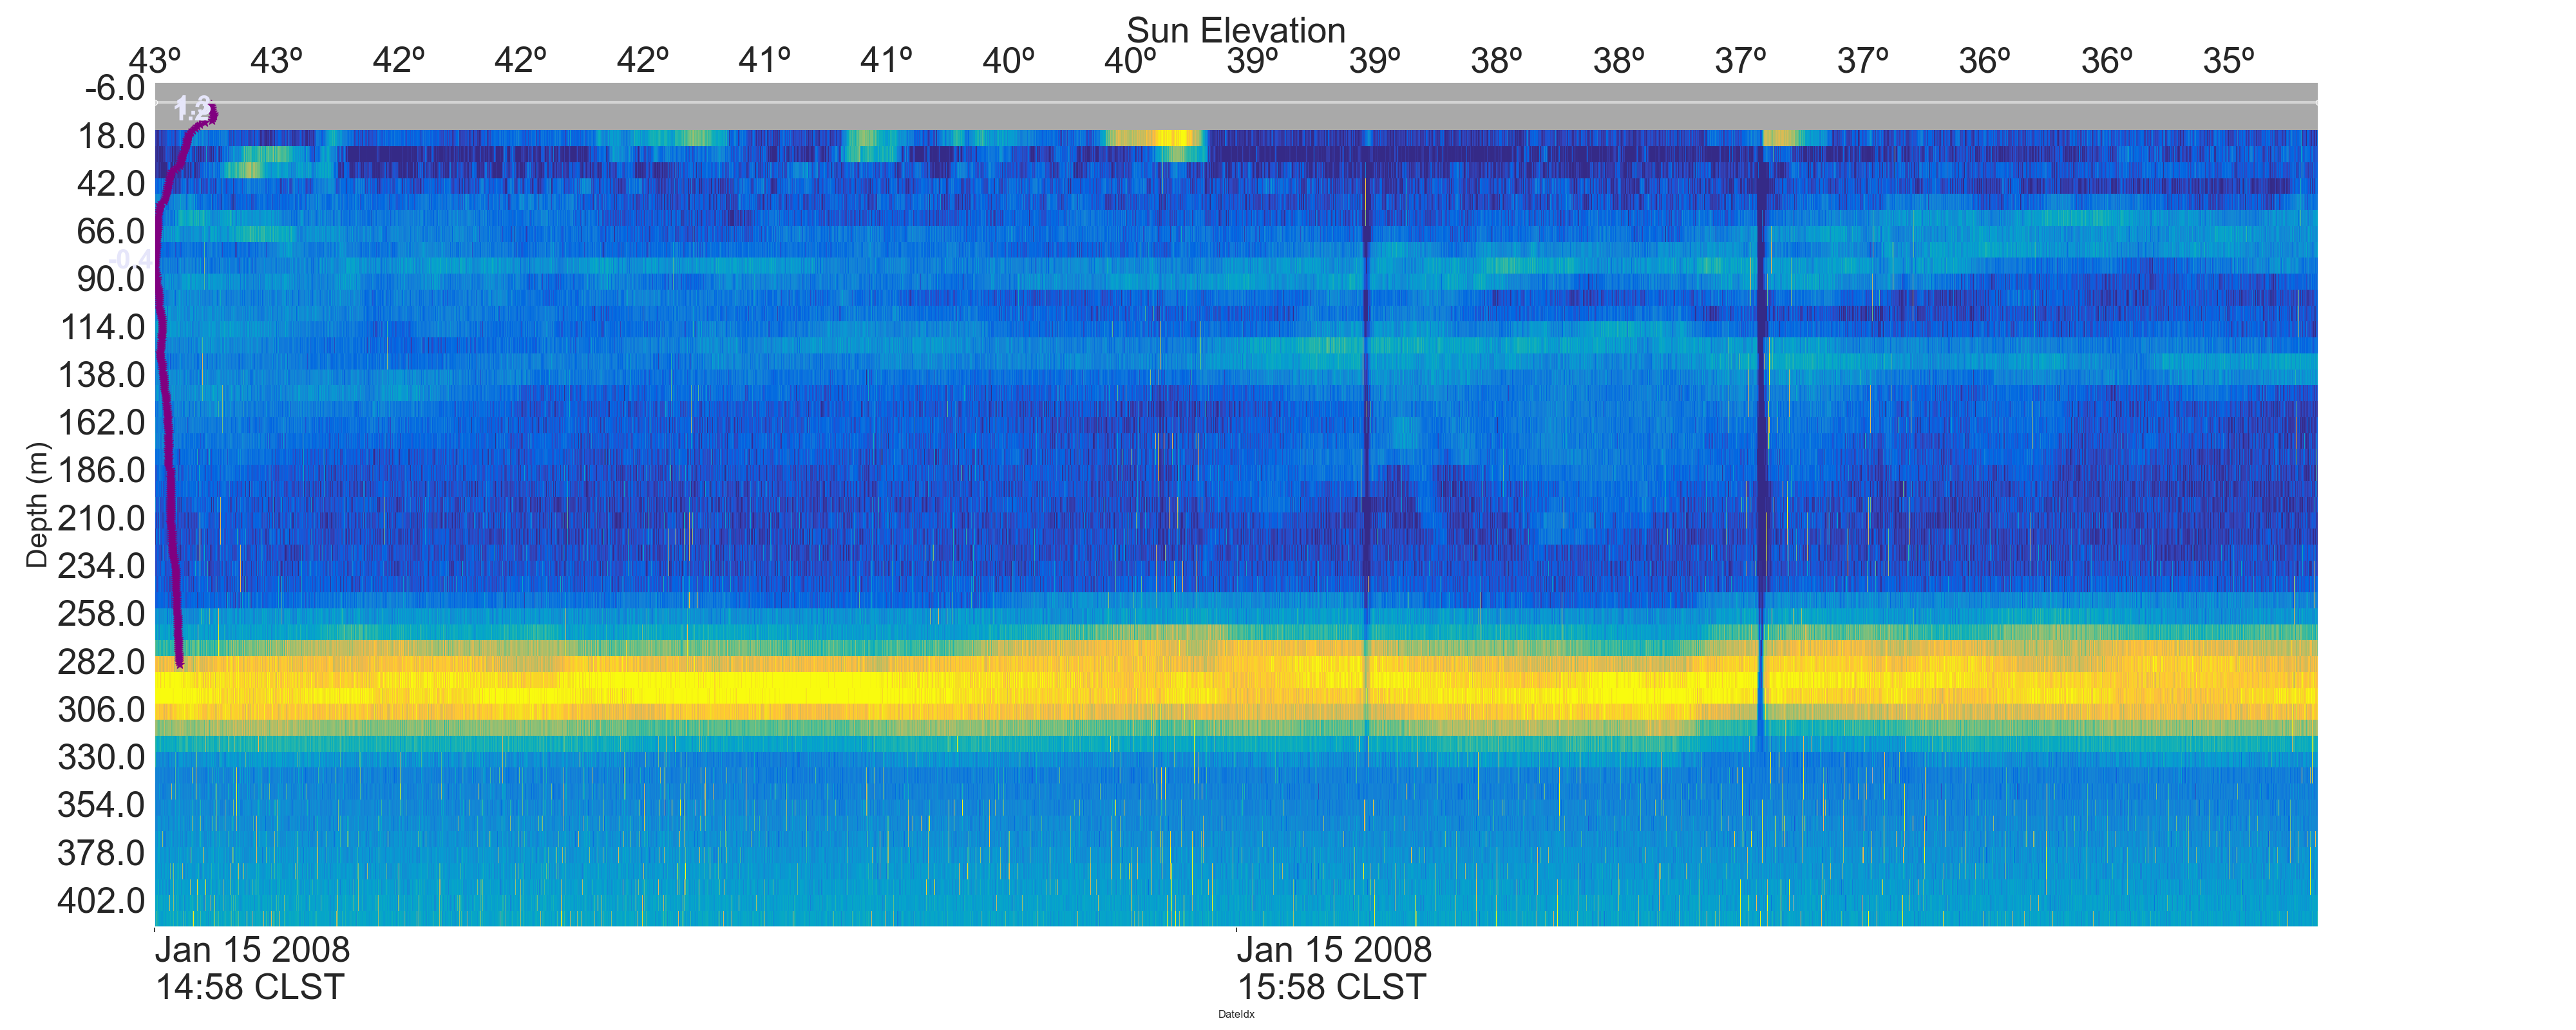 Sun Elevation
43º 43º 42º 42º 42º 41º 41º 40º 40º 39º 39º 38º 38º 37º 37º 36º 36º 35º
-6.0
18.0
42.0
66.0
-0.4
90.0
114.0
138.0
162.0
186.0
210.0
234.0
258.0
282.0
306.0
330.0
354.0
378.0
402.0
Depth (m)
Jan 15 2008
14:58 CLST
Jan 15 2008
15:58 CLST
DateIdx